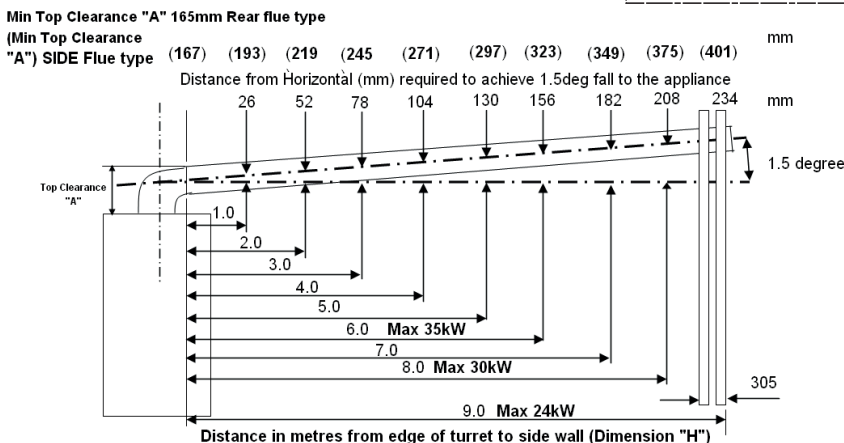 Min Top Clearance "A" 165mm Rear flue type
(Min Top Clearance
"A") SIDE Flue type (167) (193) (219 (245 (271) (297) (323) (349) (375) (401) mm
Distance from Horizontal (mm) required to achieve 1.5deg fall to the appliance
26 52 78 104 130 156 182 208 234 mm
1.5 degree
Top Clearance
"A"
1.0
2.0
3.0
4.0
5.0
6.0 Max 35kW
7.0
8.0 Max 30kW
305
9.0 Max 24kW
Distance in metres from edge of turret to side wall (Dimension "H")